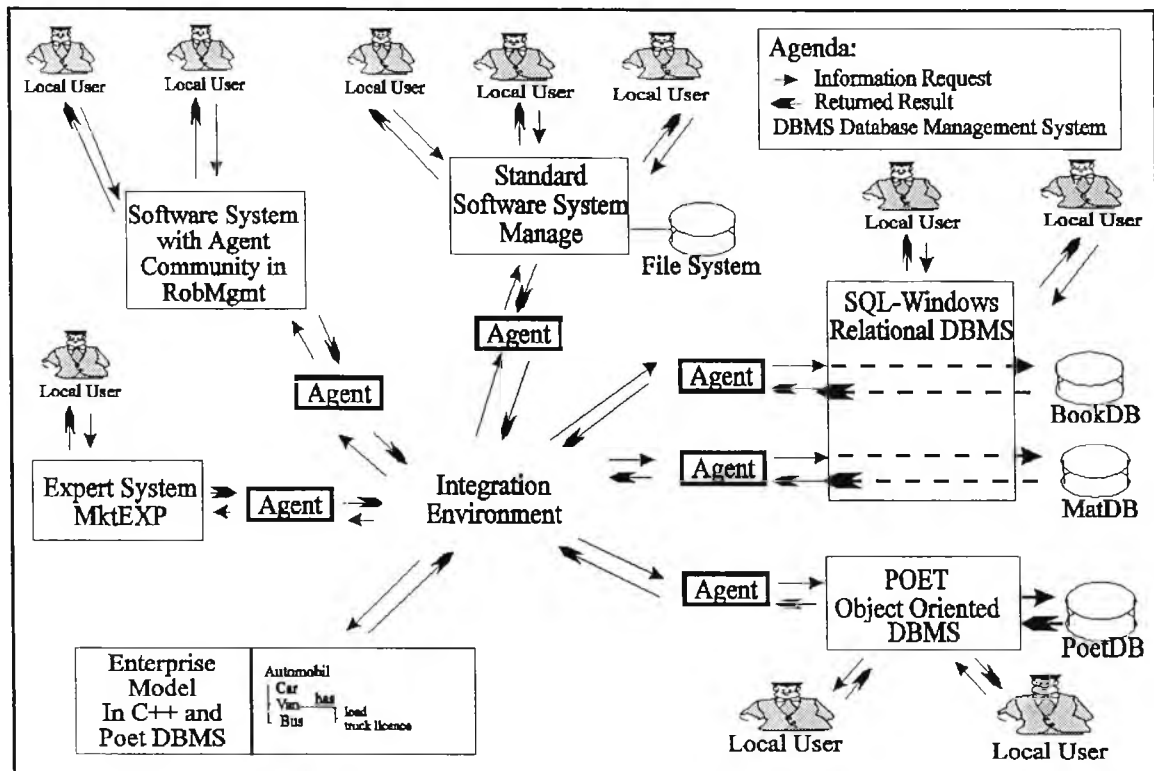 Local User
Local User
Local User
Local User
Local User
Agenda:
Information Request
Returned Result
DBMS Database Management System
Software System
with Agent
Community in
RobMgmt
Standard
Software System
Manage
File System
Local User
Local User
SQL-Windows
Relational DBMS
Agent
Local User
Agent
Agent
BookDB
Agent
MatDB
Expert System
MktEXP
Agent
Integration
Environment
Agent
POET
Object Oriented
DBMS
PoetDB
Enterprise
Model
In C++ and
Poet DBMS
Automobil
Car
Van has
Bus
load
truck licence
Local User
Local User